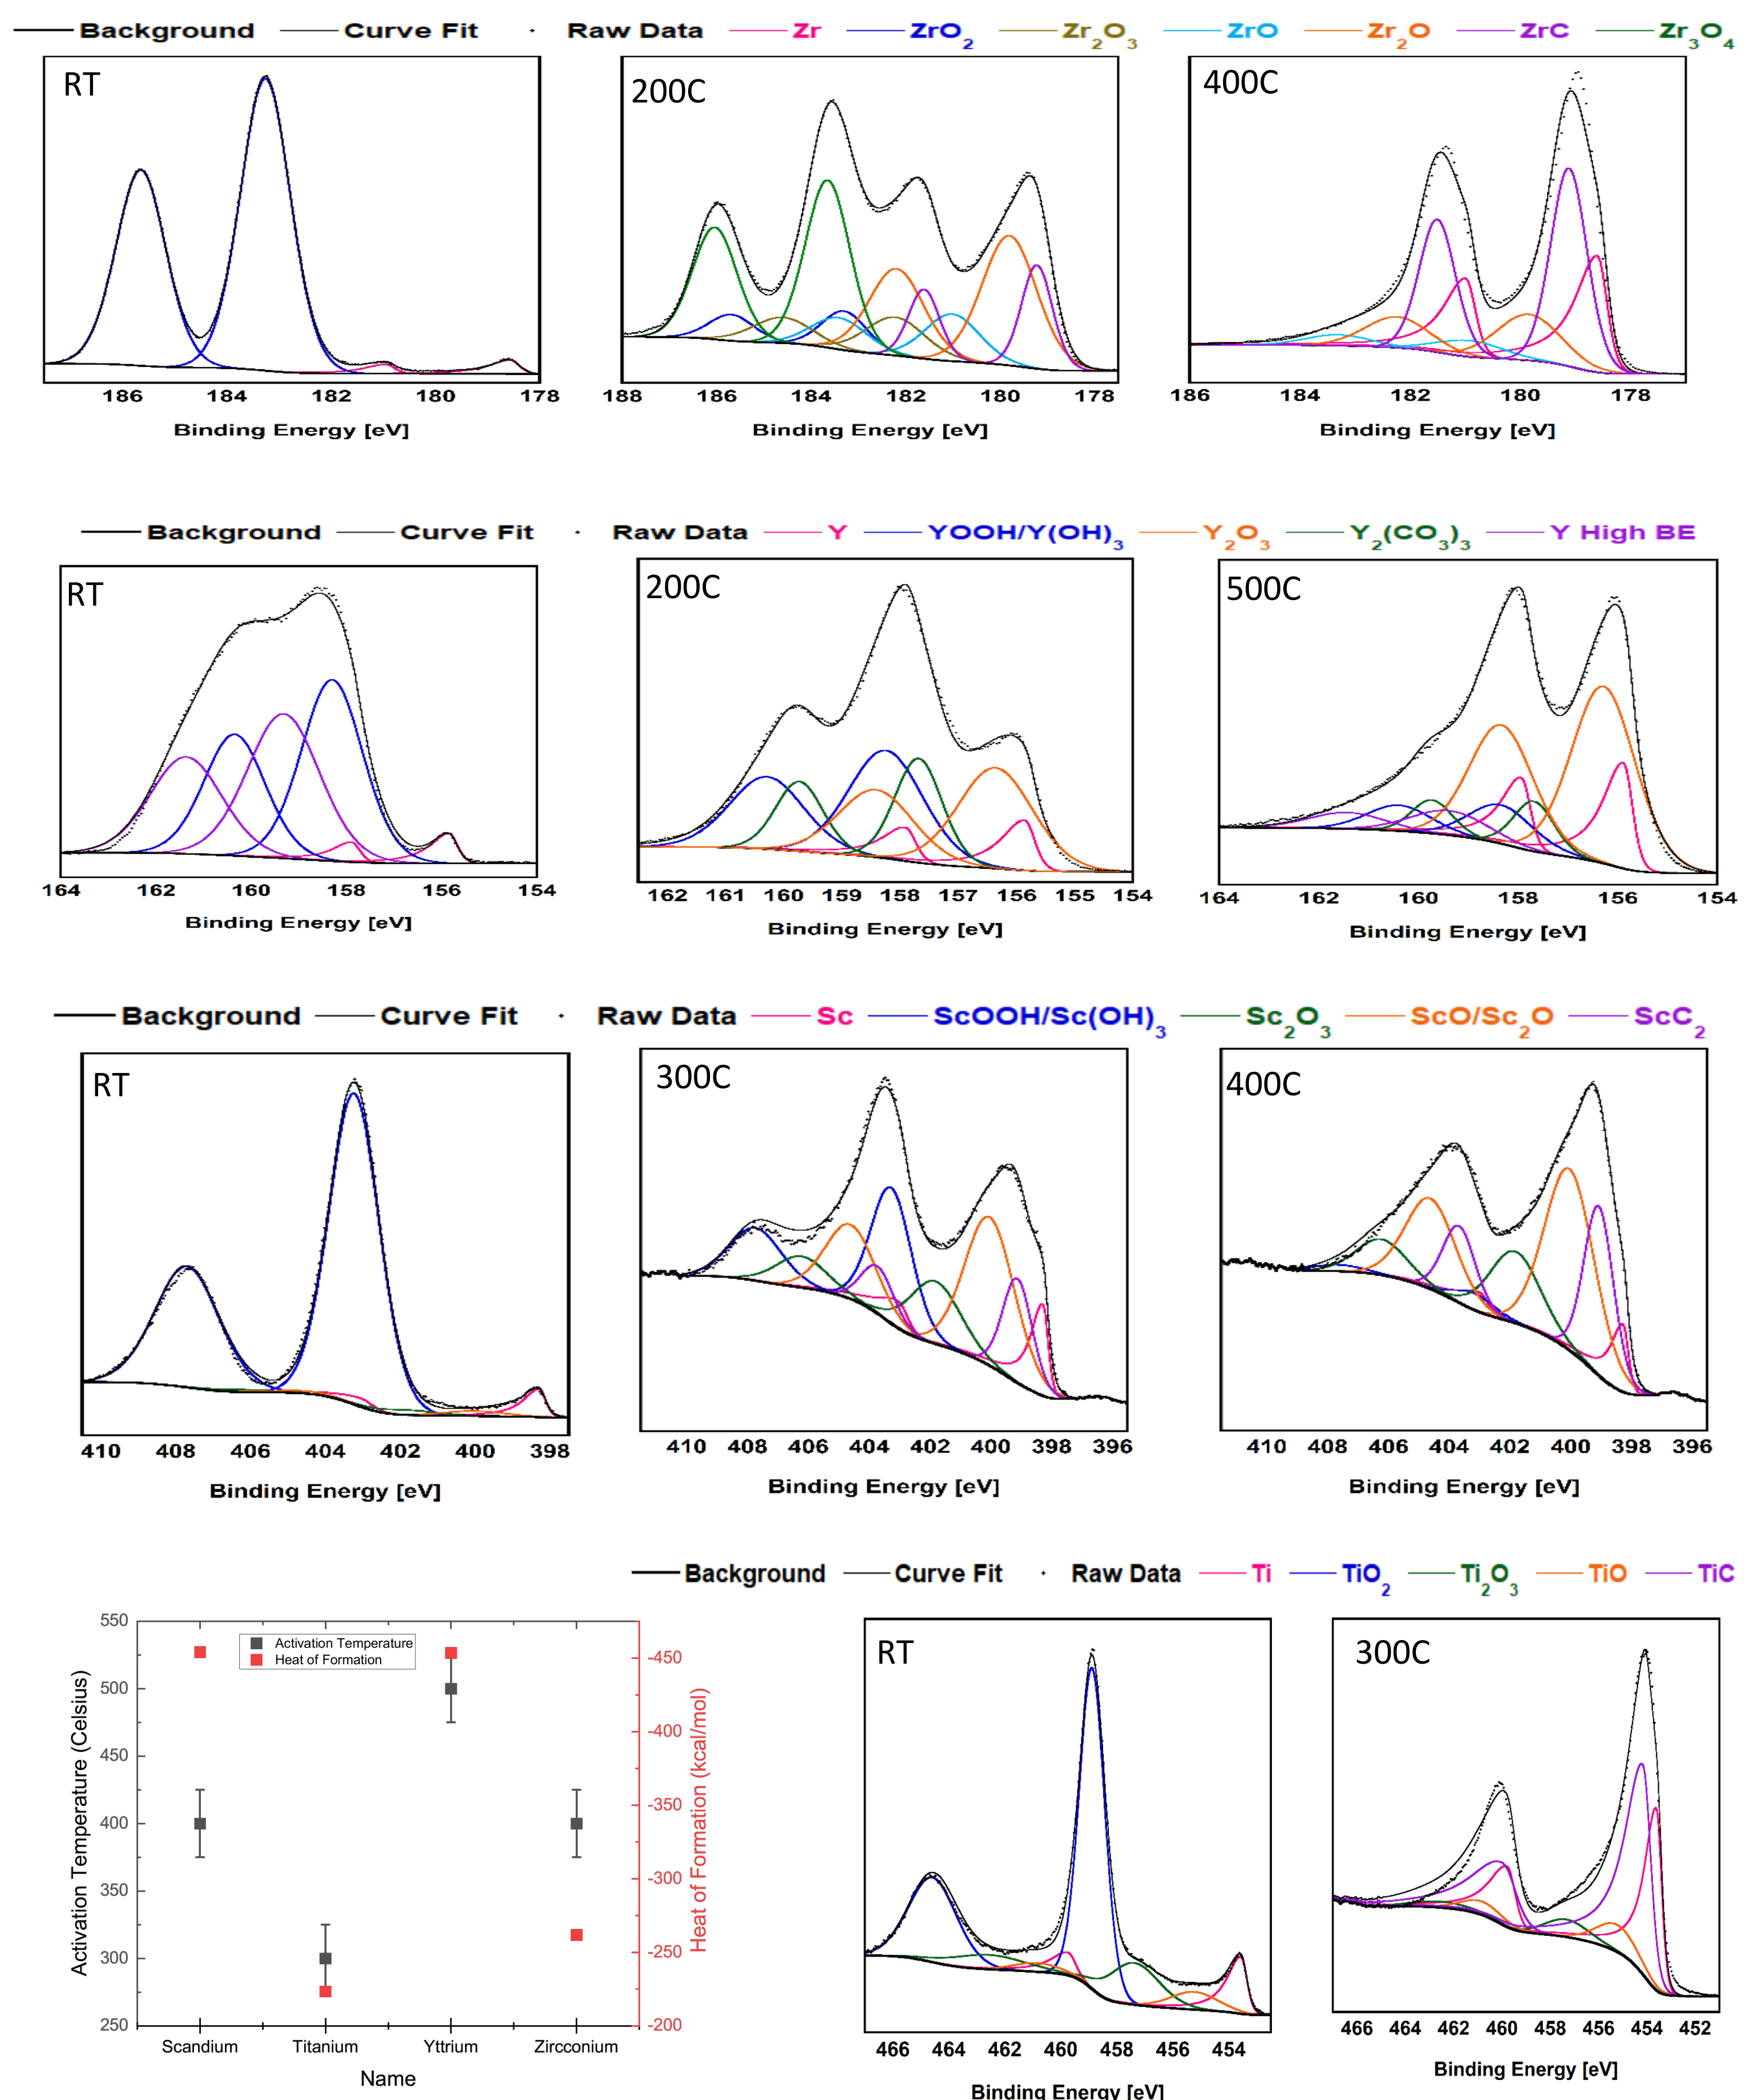 Background Curve Fit Raw Data Zr ZrO2 Zr2O3 ZrO Zr2O ZrC Zr3O4
RT
200C
400C
186 184 182 180 178
188 186 184 182 180 178
186 184 182 180 178
Binding Energy [eV]
Binding Energy [eV]
Binding Energy [eV]
Background Curve Fit Raw Data Y YOOH/Y(OH)3 Y2O3 Y2(CO3)3 Y High BE
RT
200C
500C
164 162 160 158 156 154
162 161 160 159 158 157 156 155 154
164 162 160 158 156 154
Binding Energy [eV]
Binding Energy [eV]
Binding Energy [eV]
Background Curve Fit Raw Data Sc ScOOH/Sc(OH)3 Sc2O3 ScO/Sc2O ScC2
RT
300C
400C
410 408 406 404 402 400 398
410 408 406 404 402 400 398 396
410 408 406 404 402 400 398 396
Binding Energy [eV]
Binding Energy [eV]
Binding Energy [eV]
Activation Temperature (Celsius)
550
500
450
400
350
300
250
Activation Temperature
Heat of Formation
-450
-400
-350
-300
-250
-200
Heat of Formation (kcal/mol)
Scandium Titanium Yttrium Zircconium
Name
Background Curve Fit Raw Data Ti TiO2 Ti2O3 TiO TiC
RT
300C
466 464 462 460 458 456 454
466 464 462 460 458 456 454 452
Binding Energy [eV]
Binding Energy [eV]